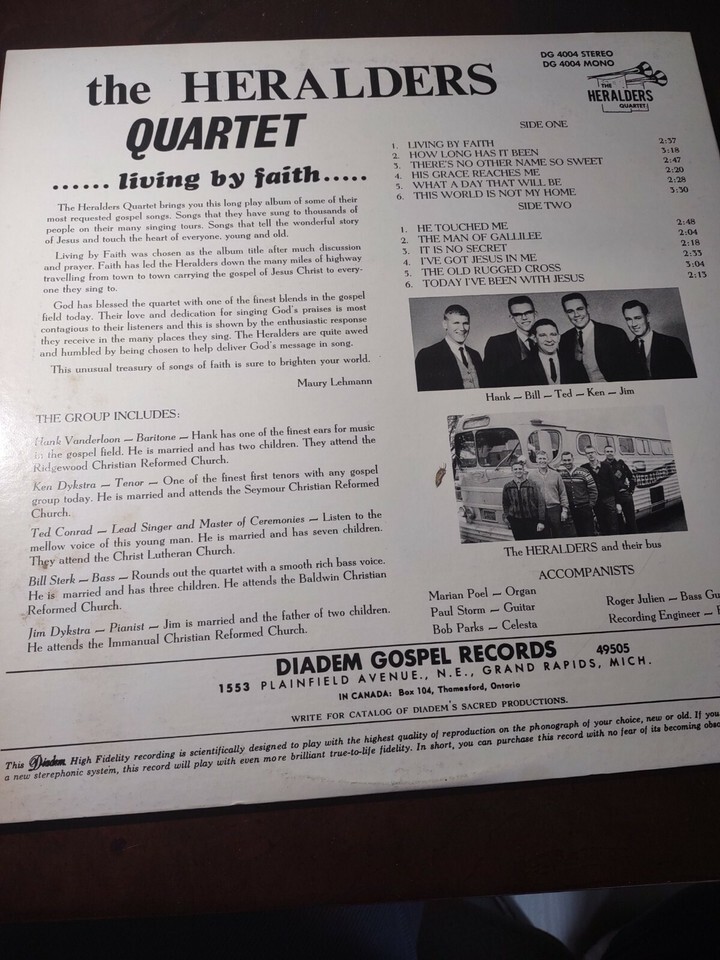 DG 4004 STEREO
DG 4004 MONO
the HERALDERS
QUARTET
...... living by faith .....
The Heralders Quartet brings you this long play album of some of their
most requested gospel songs. Songs that they have sung to thousands of
people on their many singing tours. Songs that tell the wonderful story
of Jesus and touch the heart of everyone, young and old.
Living by Faith was chosen as the album title after much discussion
and prayer. Faith has led the Heralders down the many miles of highway
travelling from town to town carrying the gospel of Jesus Christ to every-
one they sing to.
God has blessed the quartet with one of the finest blends in the gospel
field today. Their love and dedication for singing God's praises is most
contagious to their listeners and this is shown by the enthusiastic response
they receive in the many places they sing. The Heralders are quite awed
and humbled by being chosen to help deliver God's message in song.
This unusual treasury of songs of faith is sure to brighten your world.
Maury Lehmann
THE GROUP INCLUDES:
Hank Vanderloon — Baritone — Hank has one of the finest ears for music
in the gospel field. He is married and has two children. They attend the
Ridgewood Christian Reformed Church.
Ken Dykstra — Tenor — One of the finest first tenors with any gospel
group today. He is married and attends the Seymour Christian Reformed
Church.
Ted Conrad — Lead Singer and Master of Ceremonies — Listen to the
mellow voice of this young man. He is married and has seven children.
They attend the Christ Lutheran Church.
Bill Sterk — Bass — Rounds out the quartet with a smooth rich bass voice.
He is married and has three children. He attends the Baldwin Christian
Reformed Church.
Jim Dykstra — Pianist — Jim is married and the father of two children.
He attends the Immanual Christian Reformed Church.
THE
HERALDERS
QUARTET
SIDE ONE
1. LIVING BY FAITH 2:37
2. HOW LONG HAS IT BEEN 3:18
3. THERE'S NO OTHER NAME SO SWEET 2:47
4. HIS GRACE REACHES ME 2:20
5. WHAT A DAY THAT WILL BE 2:28
6. THIS WORLD IS NOT MY HOME 3:30
SIDE TWO
1. HE TOUCHED ME 2:48
2. THE MAN OF GALLILEE 2:04
3. IT IS NO SECRET 2:18
4. I'VE GOT JESUS IN ME 2:33
5. THE OLD RUGGED CROSS 3:04
6. TODAY I'VE BEEN WITH JESUS 2:13
Hank — Bill — Ted — Ken — Jim
The HERALDERS and their bus
ACCOMPANISTS
Marian Poel — Organ
Paul Storm — Guitar
Bob Parks — Celesta
Roger Julien — Bass Gu
Recording Engineer —
DIADEM GOSPEL RECORDS 49505
1553 PLAINFIELD AVENUE., N.E., GRAND RAPIDS, MICH.
IN CANADA: Box 104, Thamesford, Ontario
WRITE FOR CATALOG OF DIADEM'S SACRED PRODUCTIONS.
This Diadem High Fidelity recording is scientifically designed to play with the highest quality of reproduction on the phonograph of your choice, new or old. If you
a new sterephonic system, this record will play with even more brilliant true-to-life fidelity. In short, you can purchase this record with no fear of its becoming obso